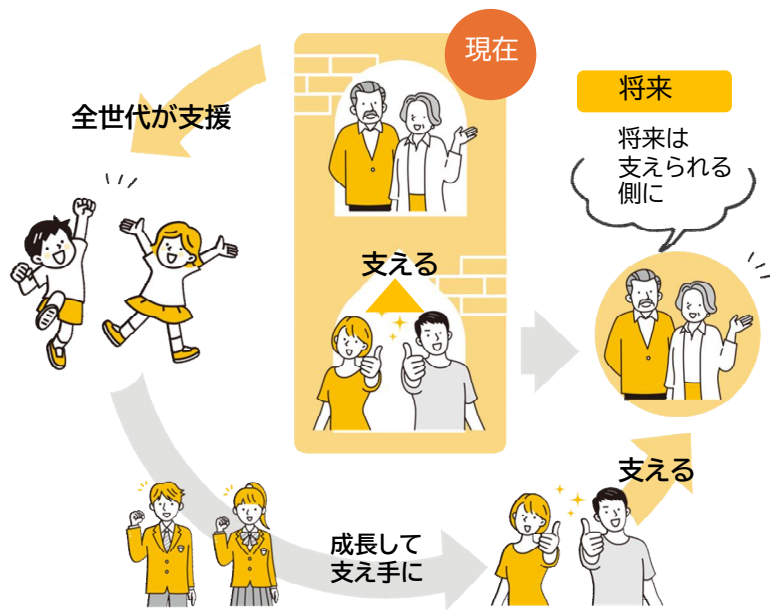 現在
全世代が支援
支える
将来
将来は
支えられる
側に
支える
成長して
支え手に